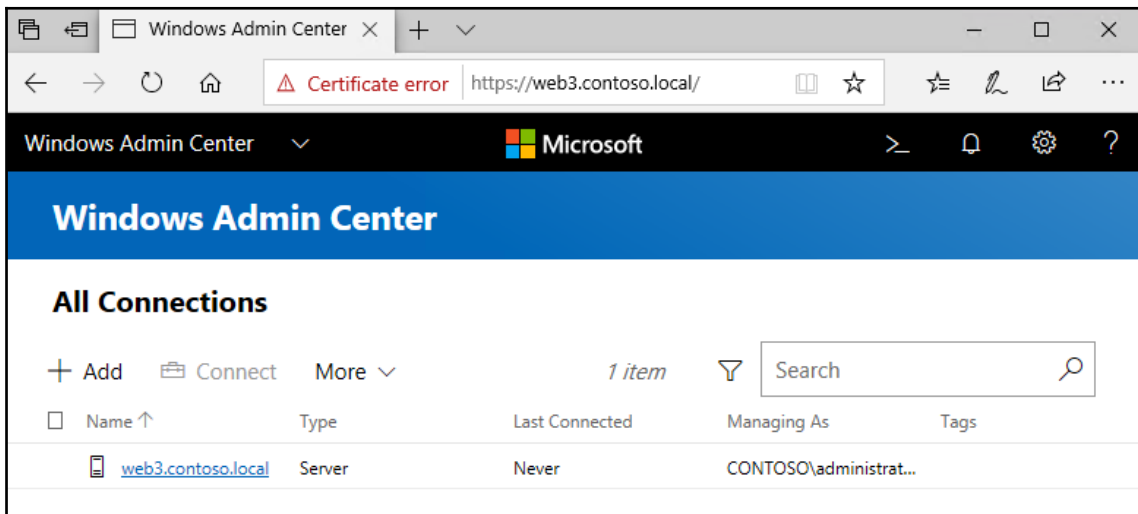 Windows Admin Center
Certificate error https://web3.contoso.local/
Windows Admin Center Microsoft >_ ?
Windows Admin Center
All Connections
Add Connect More 1 item Search
Name Type Last Connected Managing As Tags
web3.contoso.local Server Never CONTOSO\administrat...